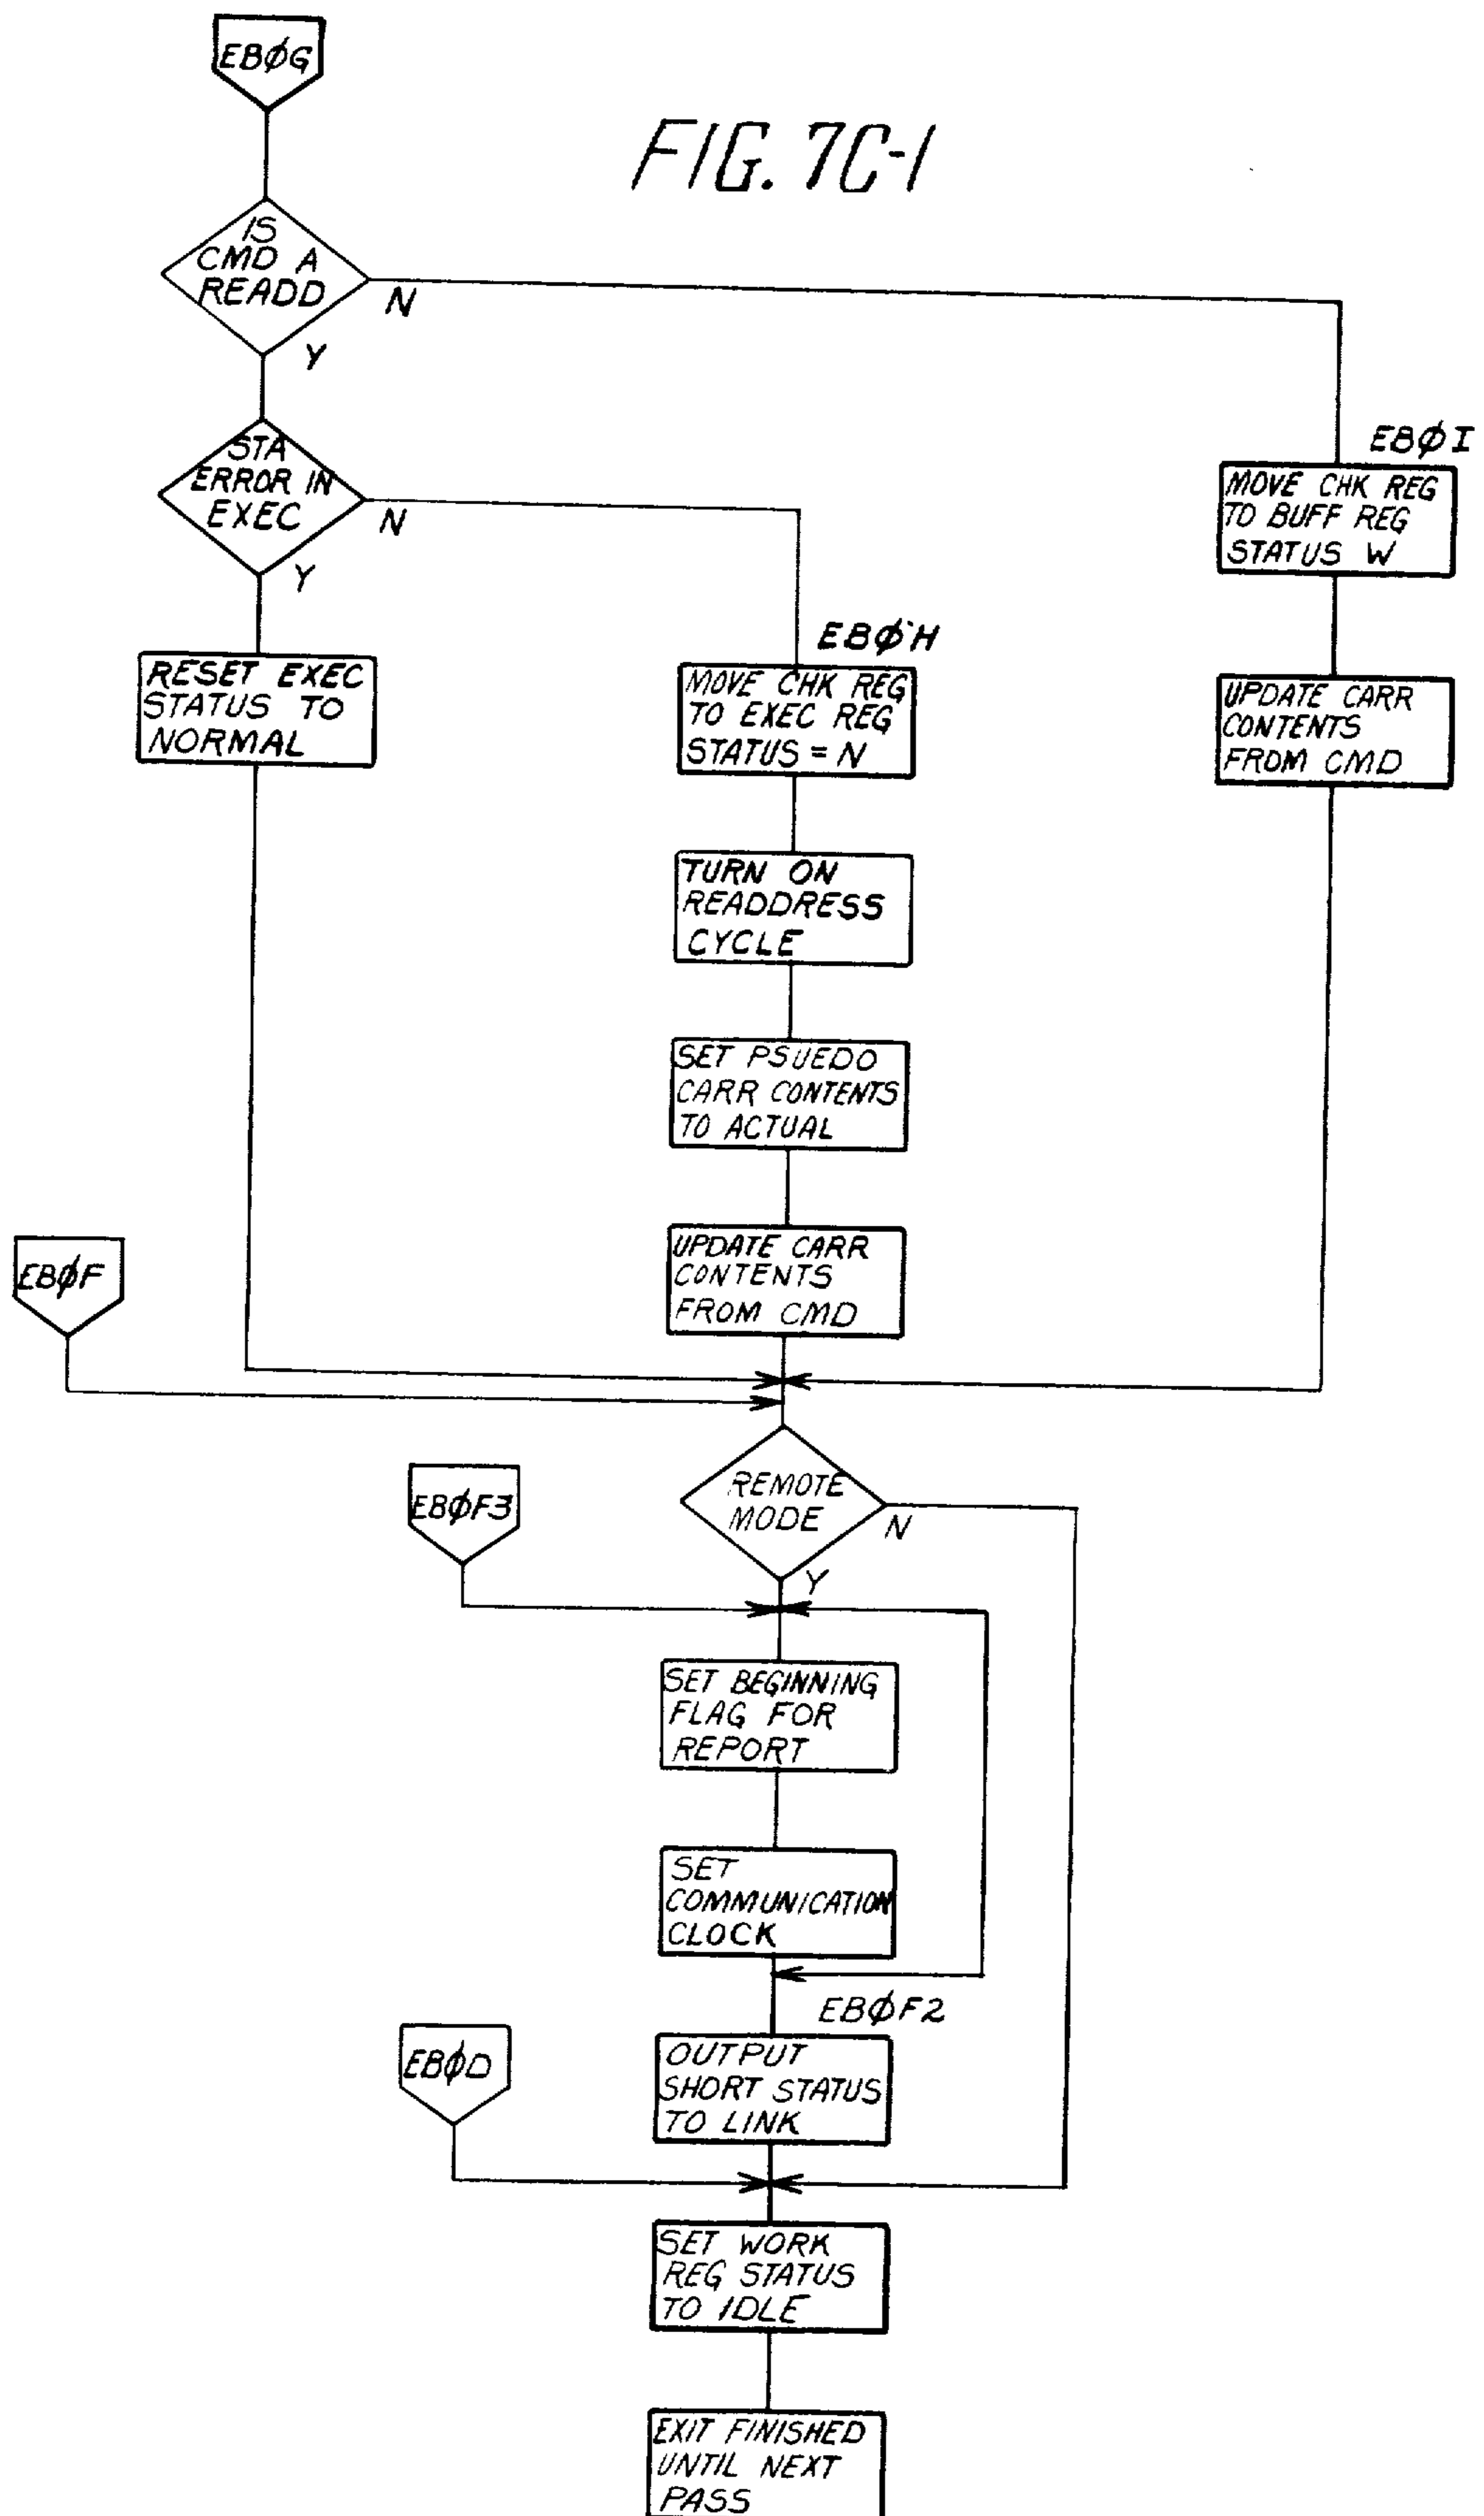 EBØG
FIG. 7C-1
IS
CMD A
READD
N
Y
STA
ERROR IN
EXEC
N
Y
EBØI
MOVE CHK REG
TO BUFF REG
STATUS W
UPDATE CARR
CONTENTS
FROM CMD
RESET EXEC
STATUS TO
NORMAL
EBØH
MOVE CHK REG
TO EXEC REG
STATUS = N
TURN ON
READDRESS
CYCLE
SET PSUEDO
CARR CONTENTS
TO ACTUAL
UPDATE CARR
CONTENTS
FROM CMD
EBØF
REMOTE
MODE
N
Y
EBØF3
SET BEGINNING
FLAG FOR
REPORT
SET
COMMUNICATION
CLOCK
EBØF2
OUTPUT
SHORT STATUS
TO LINK
EBØD
SET WORK
REG STATUS
TO IDLE
EXIT FINISHED
UNTIL NEXT
PASS